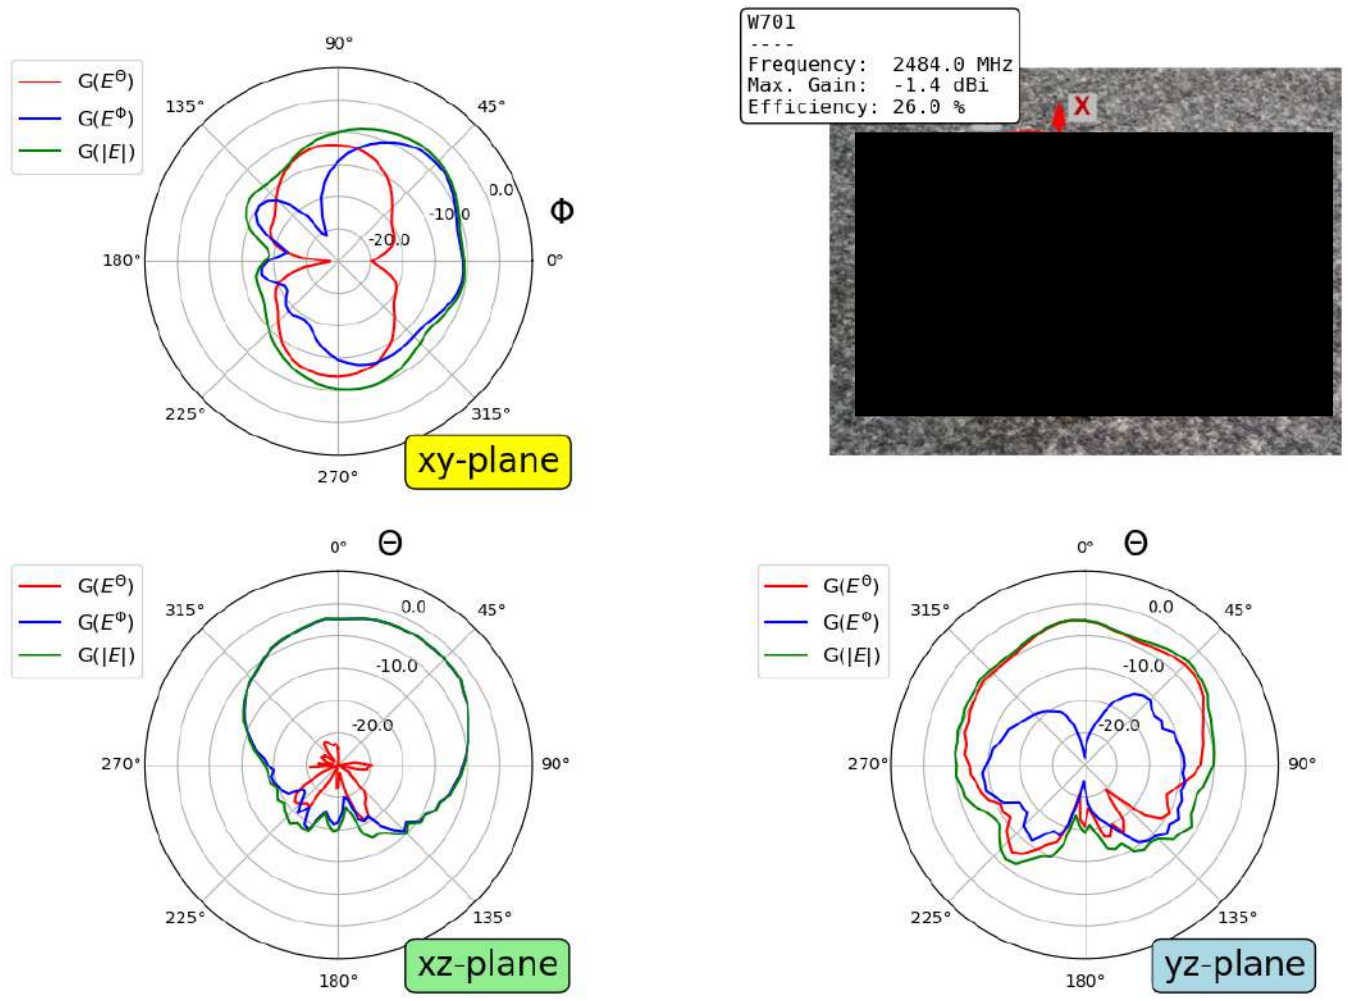 90°
G(E^Θ)
G(E^Φ)
G(|E|)
135°
45°
0.0
-10.0
-20.0
Φ
180°
0°
225°
315°
270°
xy-plane
W701
----
Frequency: 2484.0 MHz
Max. Gain: -1.4 dBi
Efficiency: 26.0 %
X
0°
Θ
G(E^Θ)
G(E^Φ)
G(|E|)
315°
45°
0.0
-10.0
-20.0
270°
90°
225°
135°
180°
xz-plane
0°
Θ
G(E^Θ)
G(E^Φ)
G(|E|)
315°
45°
0.0
-10.0
-20.0
270°
90°
225°
135°
180°
yz-plane